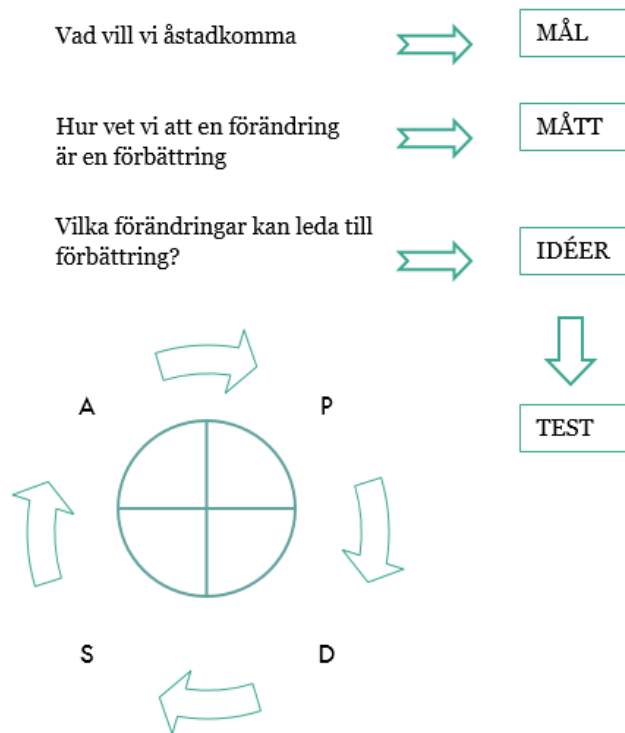 Vad vill vi åstadkomma
MÅL
Hur vet vi att en förändring
är en förbättring
MÅTT
Vilka förändringar kan leda till
förbättring?
IDÉER
TEST
A
P
S
D